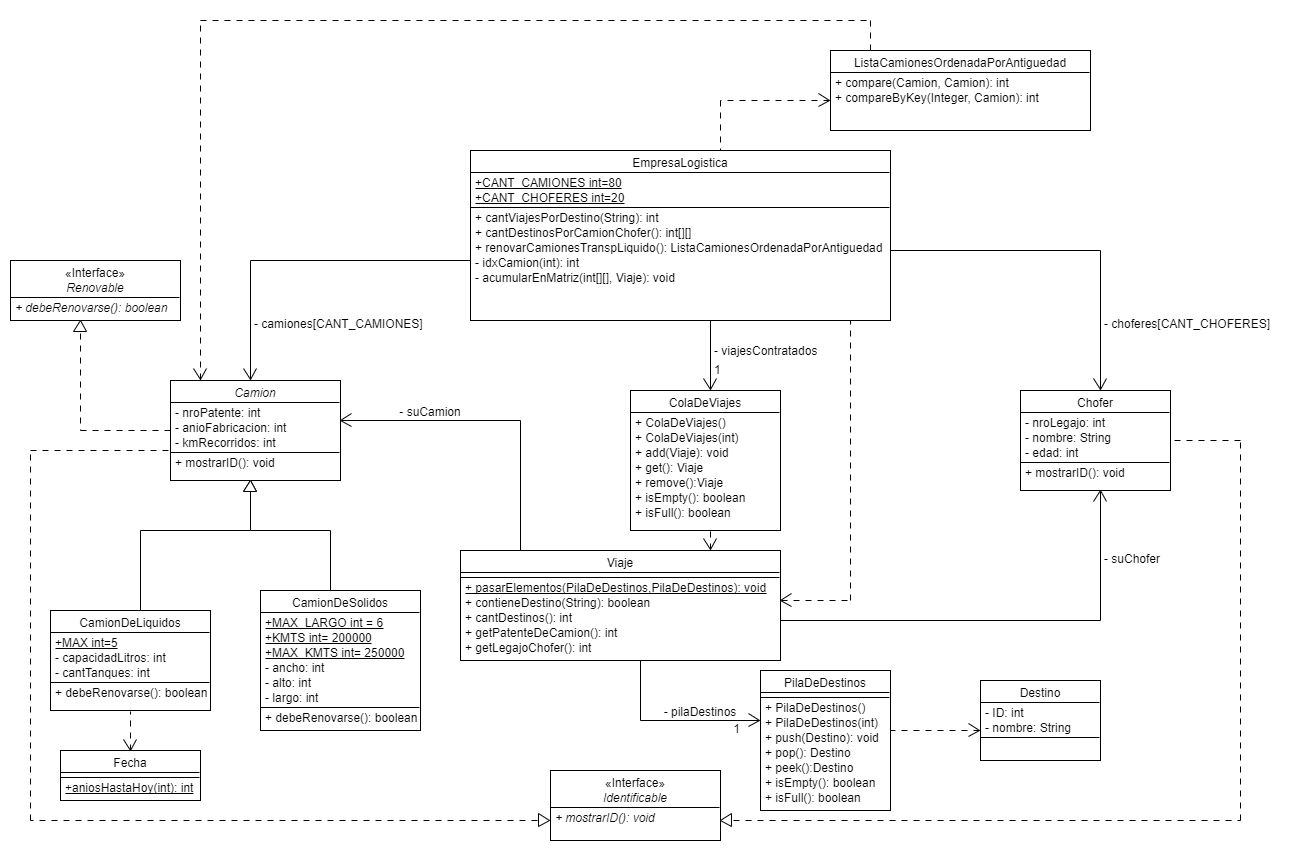 ListaCamionesOrdenadaPorAntiguedad
+ compare(Camion, Camion): int
+ compareByKey(Integer, Camion): int
EmpresaLogistica
+CANT_CAMIONES int=80
+CANT_CHOFERES int=20
+ cantViajesPorDestino(String): int
+ cantDestinosPorCamionChofer(): int[][]
+ renovarCamionesTranspLiquido(): ListaCamionesOrdenadaPorAntiguedad
- idxCamion(int): int
- acumularEnMatriz(int[][], Viaje): void
«Interface»
Renovable
+ debeRenovarse(): boolean
- camiones[CANT_CAMIONES]
- viajesContratados
1
- choferes[CANT_CHOFERES]
Camion
- nroPatente: int
- anioFabricacion: int
- kmRecorridos: int
+ mostrarID(): void
- suCamion
ColaDeViajes
+ ColaDeViajes()
+ ColaDeViajes(int)
+ add(Viaje): void
+ get(): Viaje
+ remove():Viaje
+ isEmpty(): boolean
+ isFull(): boolean
Chofer
- nroLegajo: int
- nombre: String
- edad: int
+ mostrarID(): void
Viaje
+ pasarElementos(PilaDeDestinos,PilaDeDestinos): void
+ contieneDestino(String): boolean
+ cantDestinos(): int
+ getPatenteDeCamion(): int
+ getLegajoChofer(): int
- suChofer
CamionDeLiquidos
+MAX int=5
- capacidadLitros: int
- cantTanques: int
+ debeRenovarse(): boolean
CamionDeSolidos
+MAX_LARGO int = 6
+KMTS int= 200000
+MAX_KMTS int= 250000
- ancho: int
- alto: int
- largo: int
+ debeRenovarse(): boolean
- pilaDestinos
1
PilaDeDestinos
+ PilaDeDestinos()
+ PilaDeDestinos(int)
+ push(Destino): void
+ pop(): Destino
+ peek():Destino
+ isEmpty(): boolean
+ isFull(): boolean
Destino
- ID: int
- nombre: String
Fecha
+aniosHastaHoy(int): int
«Interface»
Identificable
+ mostrarID(): void